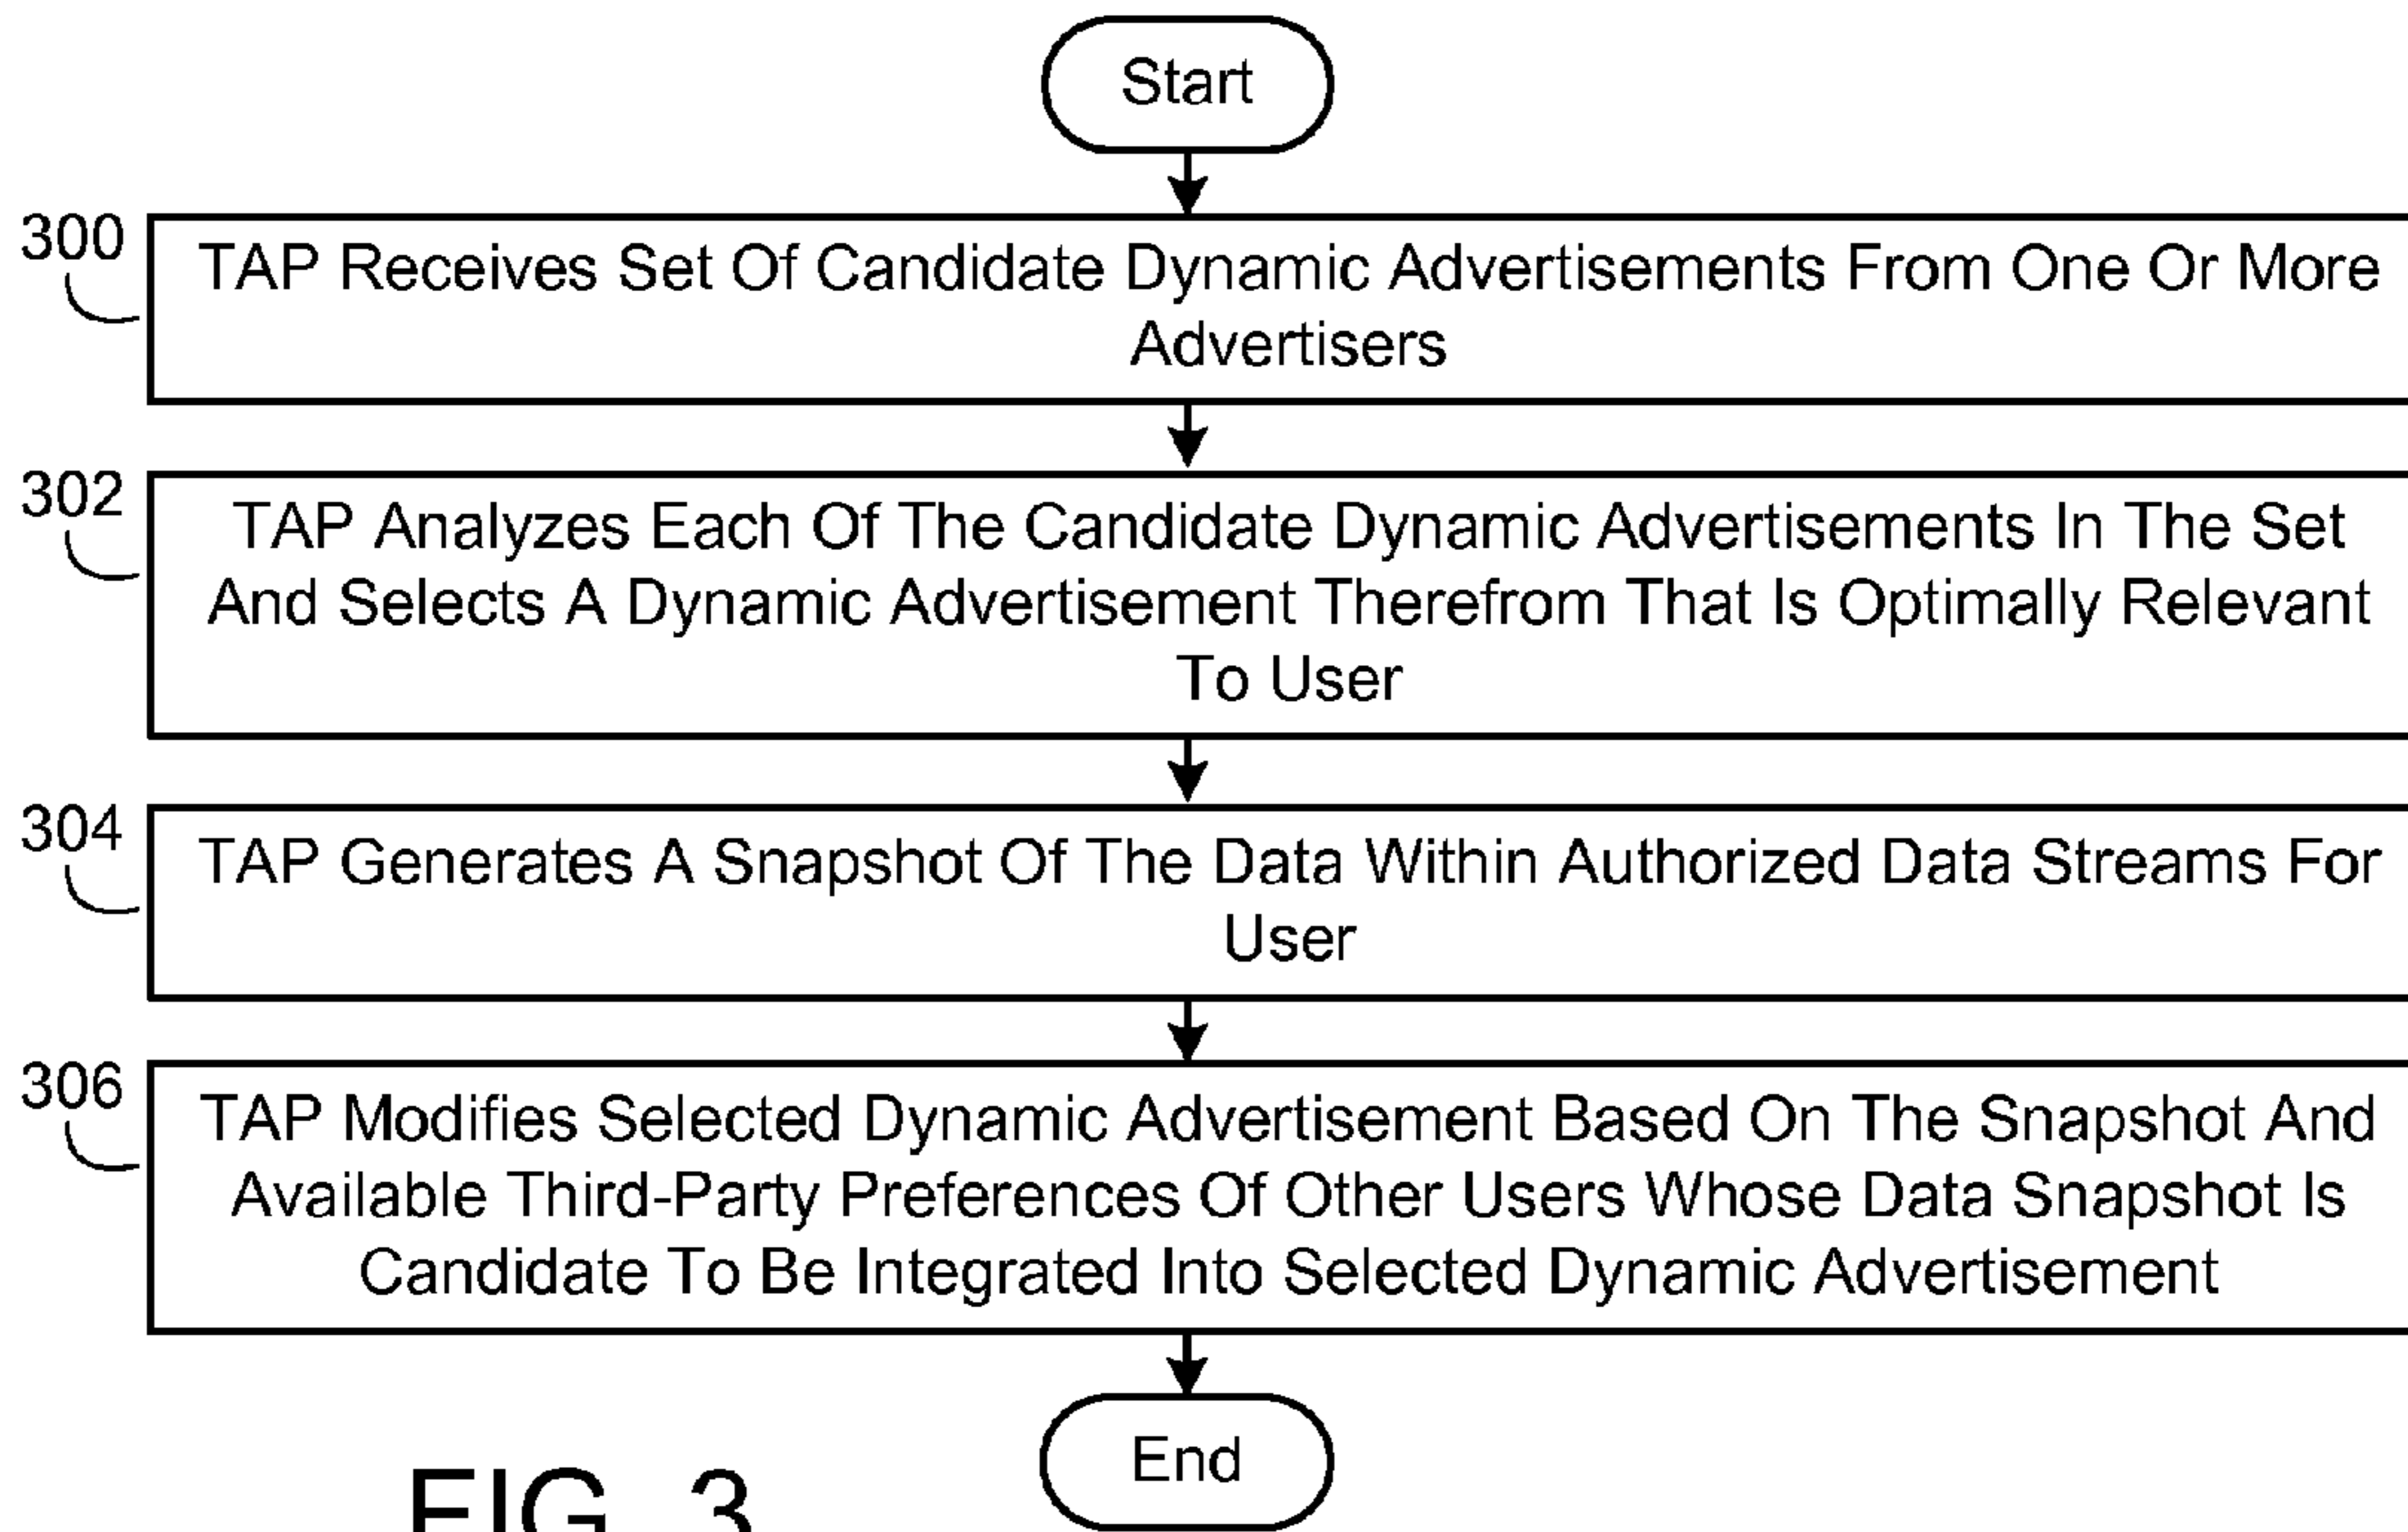 Start
300
TAP Receives Set Of Candidate Dynamic Advertisements From One Or More
Advertisers
302
TAP Analyzes Each Of The Candidate Dynamic Advertisements In The Set
And Selects A Dynamic Advertisement Therefrom That Is Optimally Relevant
To User
304
TAP Generates A Snapshot Of The Data Within Authorized Data Streams For
User
306
TAP Modifies Selected Dynamic Advertisement Based On The Snapshot And
Available Third-Party Preferences Of Other Users Whose Data Snapshot Is
Candidate To Be Integrated Into Selected Dynamic Advertisement
End
FIG. 3